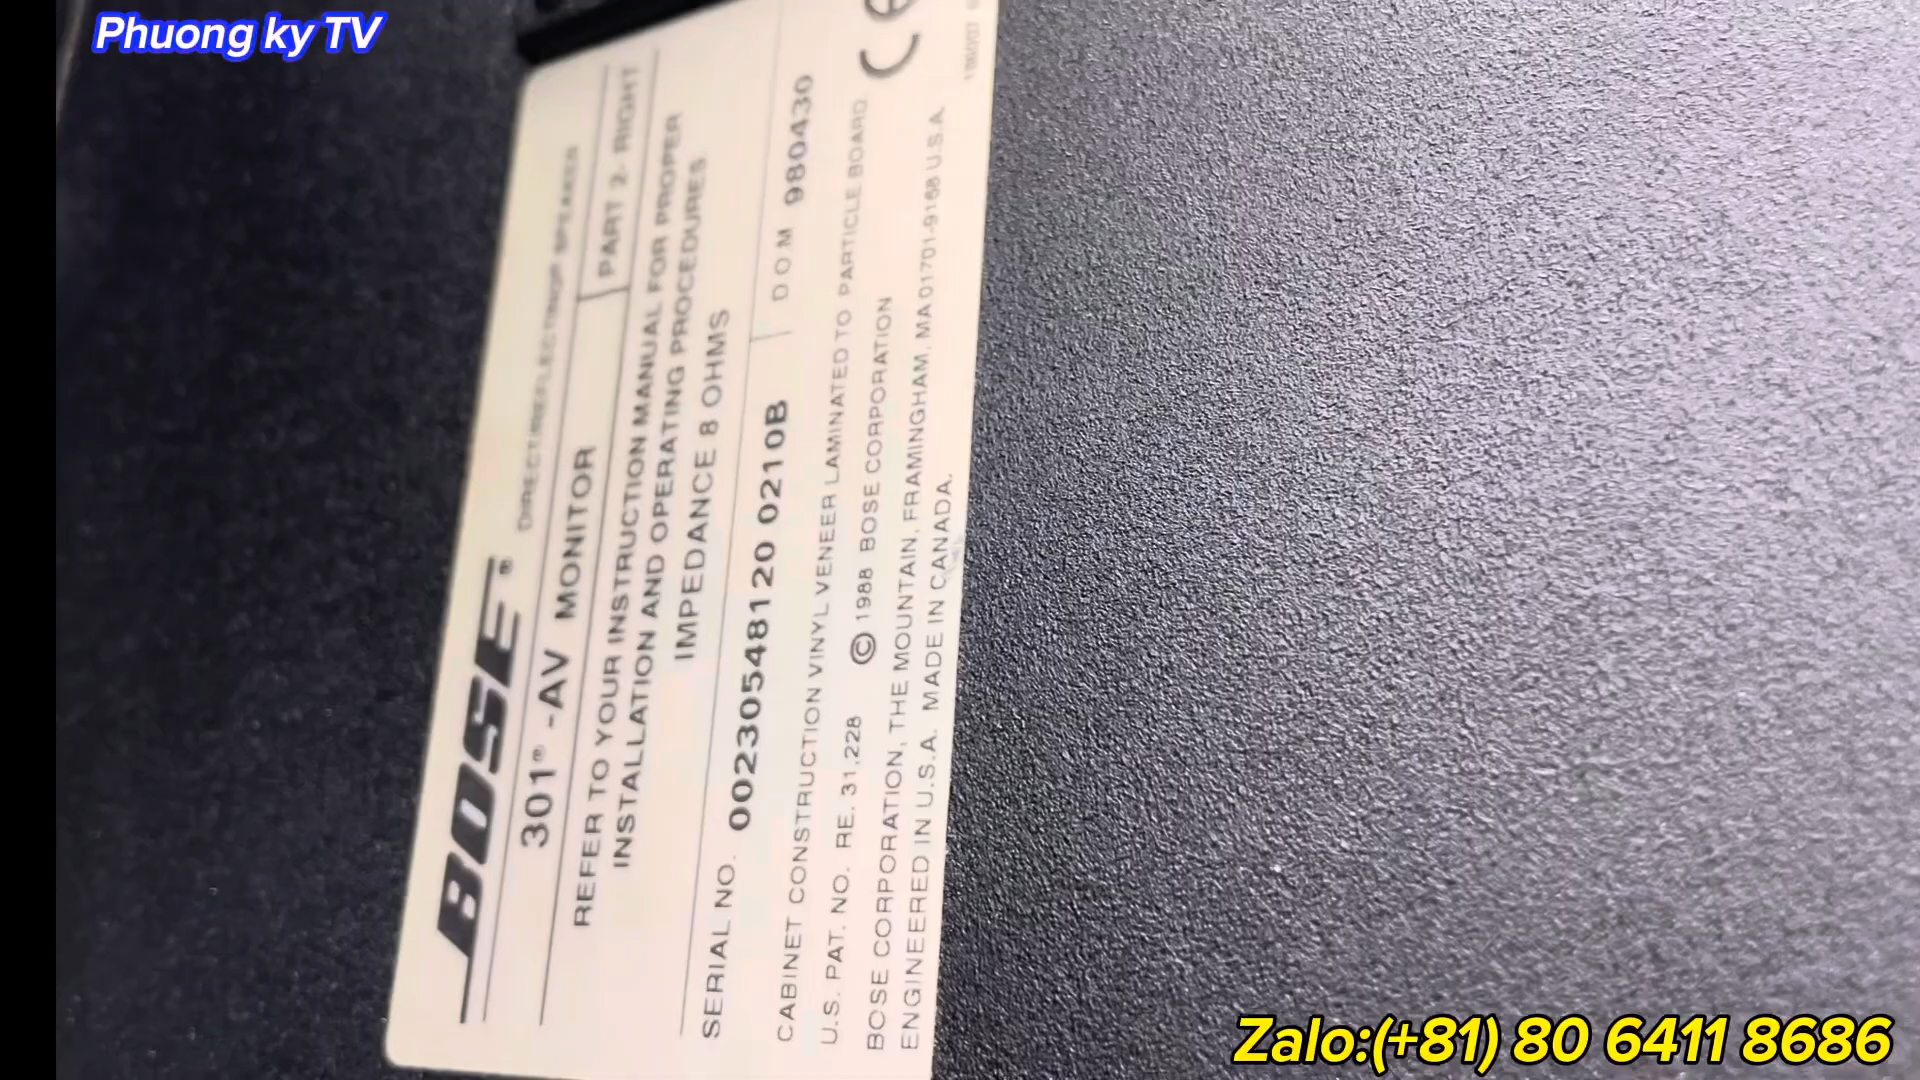 Phuong ky TV
BOSE® DIRECT/REFLECTING® SPEAKER
301®-AV MONITOR PART 2- RIGHT
REFER TO YOUR INSTRUCTION MANUAL FOR PROPER
INSTALLATION AND OPERATING PROCEDURES
IMPEDANCE 8 OHMS
SERIAL NO. 00230548120 0210B DOM 980430
CABINET CONSTRUCTION VINYL VENEER LAMINATED TO PARTICLE BOARD.
U.S. PAT. NO. RE. 31,228 © 1988 BOSE CORPORATION
BOSE CORPORATION, THE MOUNTAIN, FRAMINGHAM, MA 01701-9168 U.S.A.
ENGINEERED IN U.S.A. MADE IN CANADA.
CE
Zalo:(+81) 80 6411 8686